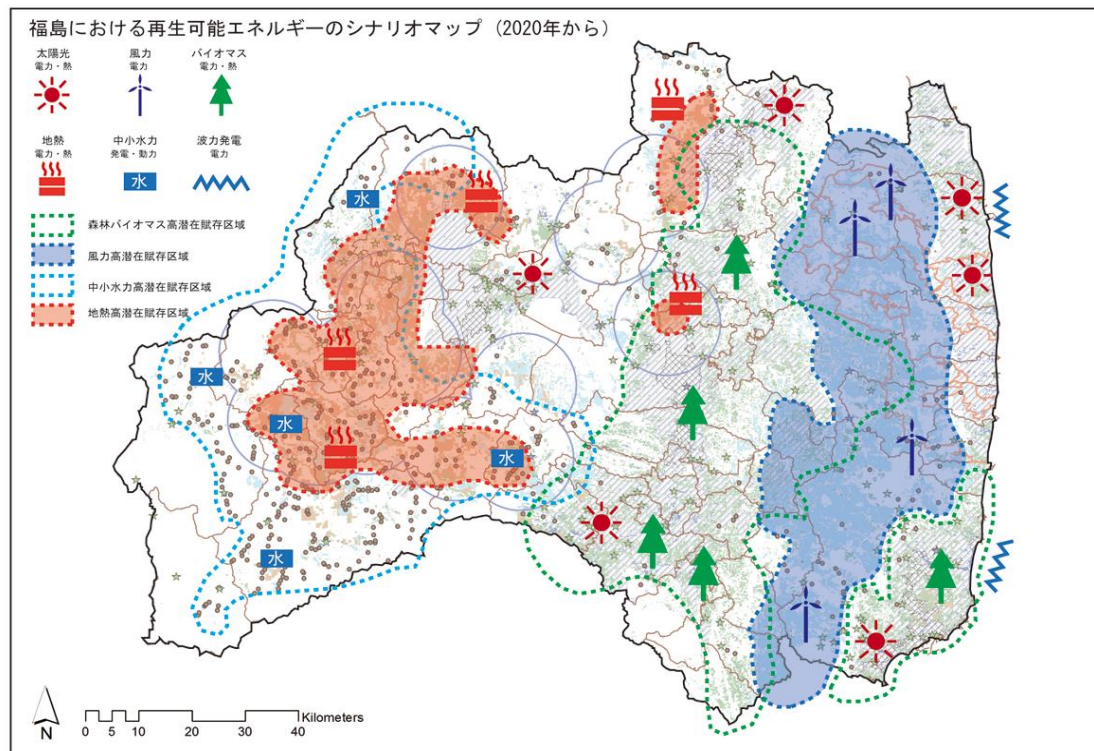 福島における再生可能エネルギーのシナリオマップ（2020年から）
太陽光 風力 バイオマス
電力・熱 電力 電力・熱
地熱 中小水力 波力発電
電力・熱 発電・動力 電力
水
森林バイオマス高潜在賦存区域
風力高潜在賦存区域
中小水力高潜在賦存区域
地熱高潜在賦存区域
水
水
水
水
水
N
0 5 10 20 30 40 Kilometers